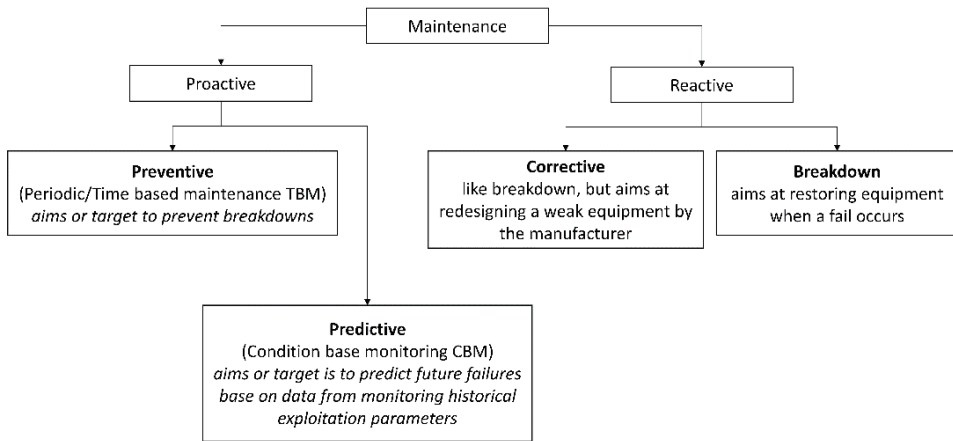 Maintenance
Proactive
Reactive
Preventive
(Periodic/Time based maintenance TBM)
aims or target to prevent breakdowns
Corrective
like breakdown, but aims at
redesigning a weak equipment by
the manufacturer
Breakdown
aims at restoring equipment
when a fail occurs
Predictive
(Condition base monitoring CBM)
aims or target is to predict future failures
base on data from monitoring historical
exploitation parameters